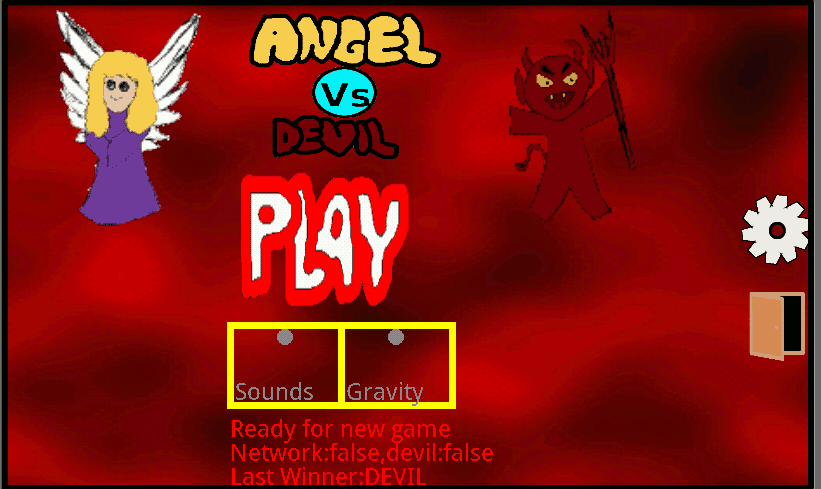 ANGEL
Vs
DEVIL
PLAY
Sounds Gravity
Ready for new game
Network:false,devil:false
Last Winner:DEVIL